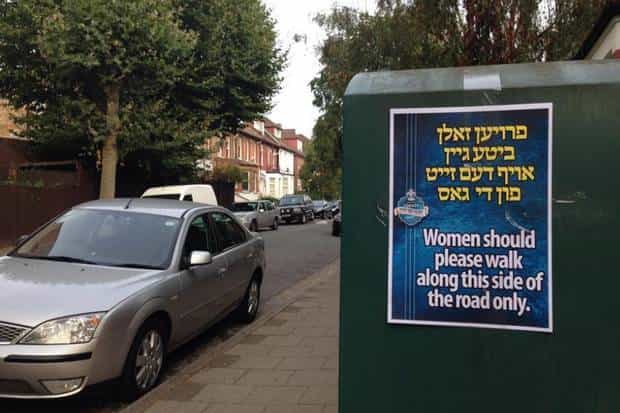 פרויען זאלן
ביטע גיין
אויף דעם זייט
פון די גאס
Women should
please walk
along this side of
the road only.